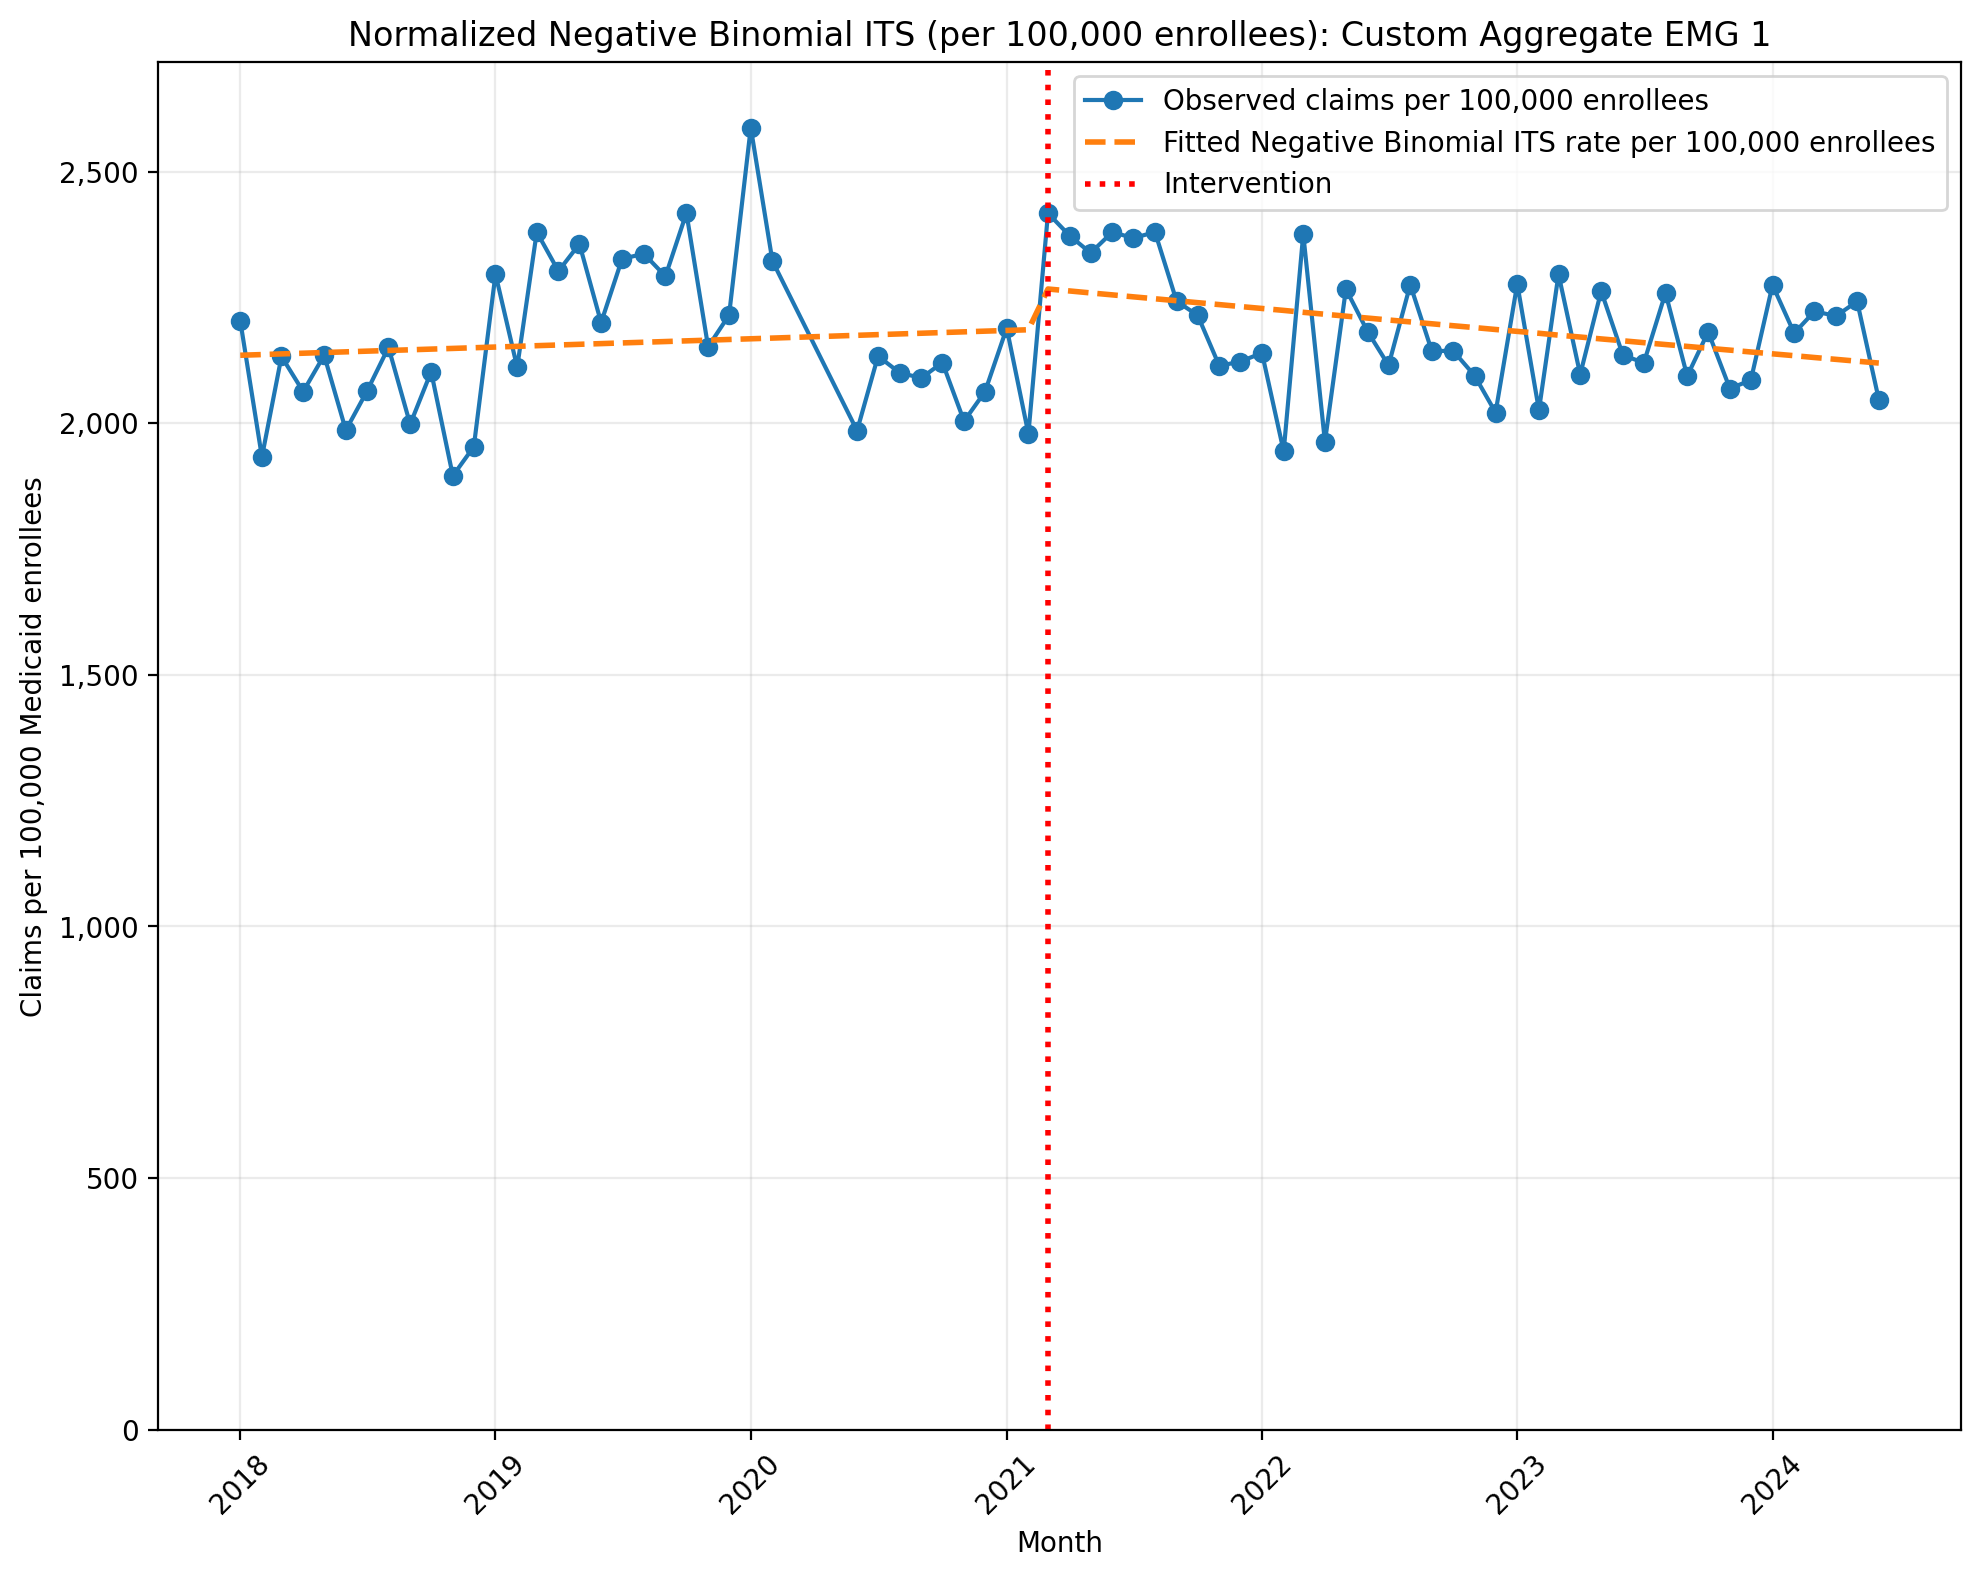 Normalized Negative Binomial ITS (per 100,000 enrollees): Custom Aggregate EMG 1
Observed claims per 100,000 enrollees
Fitted Negative Binomial ITS rate per 100,000 enrollees
Intervention
Claims per 100,000 Medicaid enrollees
2,500
2,000
1,500
1,000
500
0
2018
2019
2020
2021
2022
2023
2024
Month